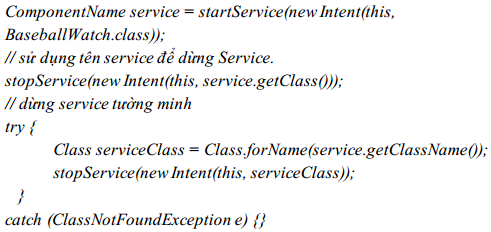 ComponentName service = startService(new Intent(this,
BaseballWatch.class));
// sử dụng tên service để dừng Service.
stopService(new Intent(this, service.getClass()));
// dừng service tường minh
try {
Class serviceClass = Class.forName(service.getClassName());
stopService(new Intent(this, serviceClass));
}
catch (ClassNotFoundException e) {}